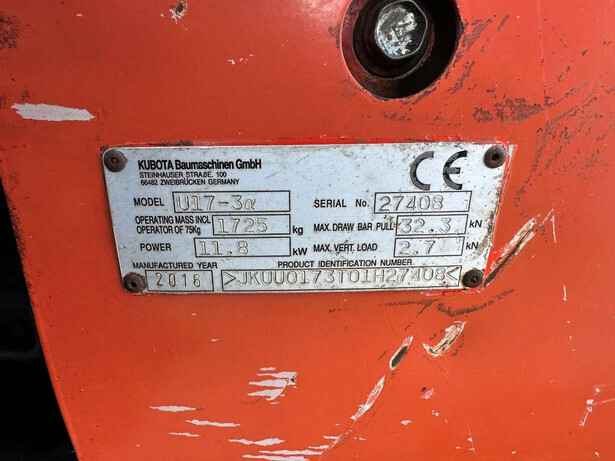 KUBOTA Baumaschinen GmbH
STEINHAUSER STRAßE. 100
66482 ZWEIBRÜCKEN GERMANY
CE
MODEL U17-3α SERIAL No. 27408
OPERATING MASS INCL OPERATOR OF 75Kg 1725 kg MAX. DRAW BAR PULL 32.3 kN
POWER 11.8 kW MAX. VERT. LOAD 2.7 kN
MANUFACTURED YEAR PRODUCT IDENTIFICATION NUMBER
2016 >JKUU0173T01H27408<